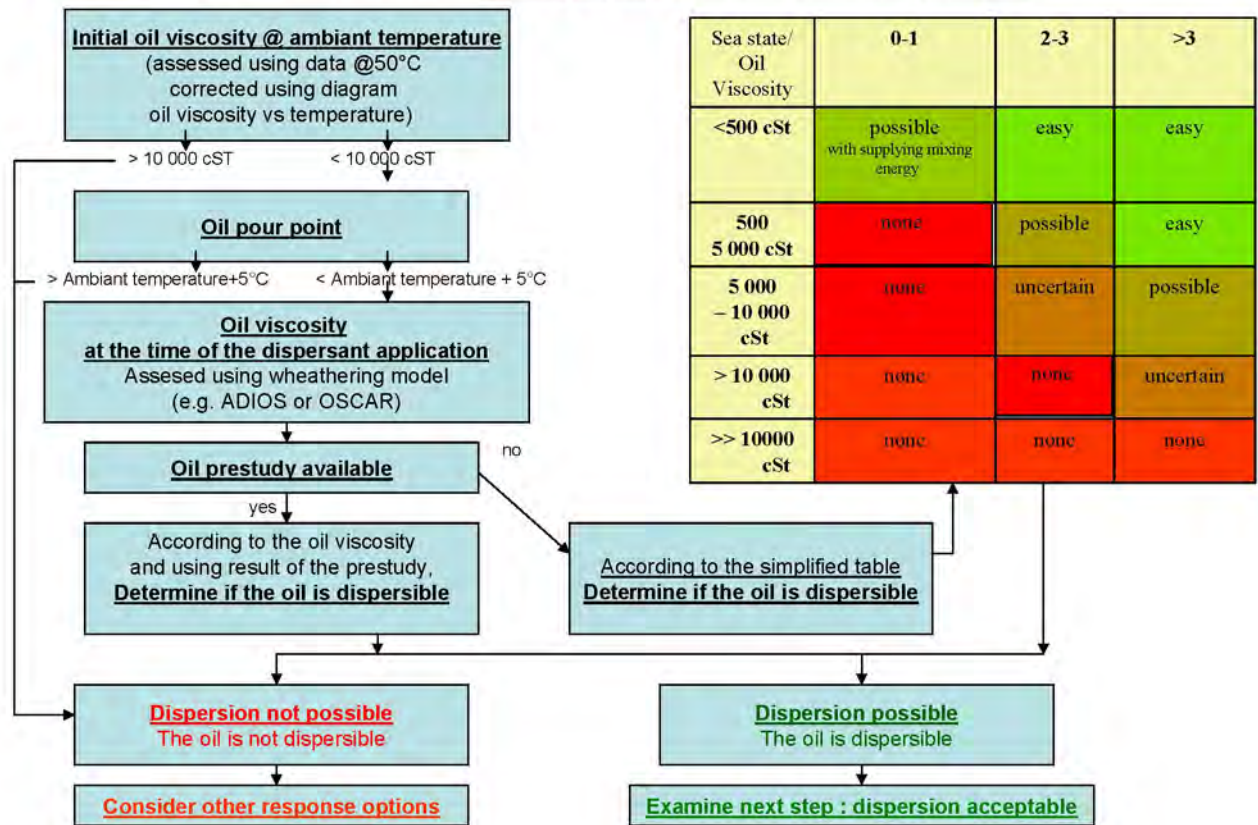 Initial oil viscosity @ ambiant temperature
(assessed using data @50°C
corrected using diagram
oil viscosity vs temperature)
> 10 000 cST
< 10 000 cST
Oil pour point
> Ambiant temperature+5°C
< Ambiant temperature + 5°C
Oil viscosity
at the time of the dispersant application
Assesed using wheathering model
(e.g. ADIOS or OSCAR)
Oil prestudy available
no
yes
According to the oil viscosity
and using result of the prestudy,
Determine if the oil is dispersible
According to the simplified table
Determine if the oil is dispersible
Dispersion not possible
The oil is not dispersible
Consider other response options
Dispersion possible
The oil is dispersible
Examine next step : dispersion acceptable
Sea state/
Oil
Viscosity
0-1
2-3
>3
<500 cSt
possible
with supplying mixing
energy
easy
easy
500
5 000 cSt
none
possible
easy
5 000
– 10 000
cSt
none
uncertain
possible
> 10 000
cSt
none
none
uncertain
>> 10000
cSt
none
none
none